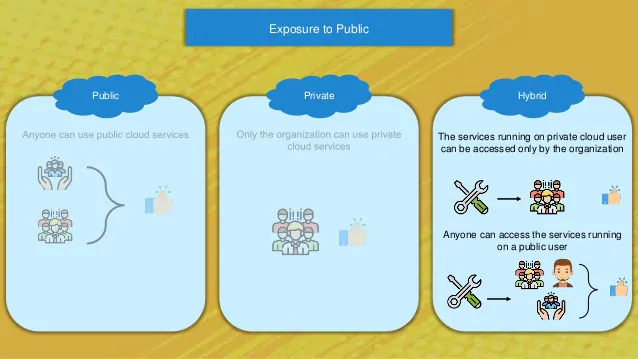 Exposure to Public
Public
Anyone can use public cloud services
Private
Only the organization can use private
cloud services
Hybrid
The services running on private cloud user
can be accessed only by the organization
Anyone can access the services running
on a public user